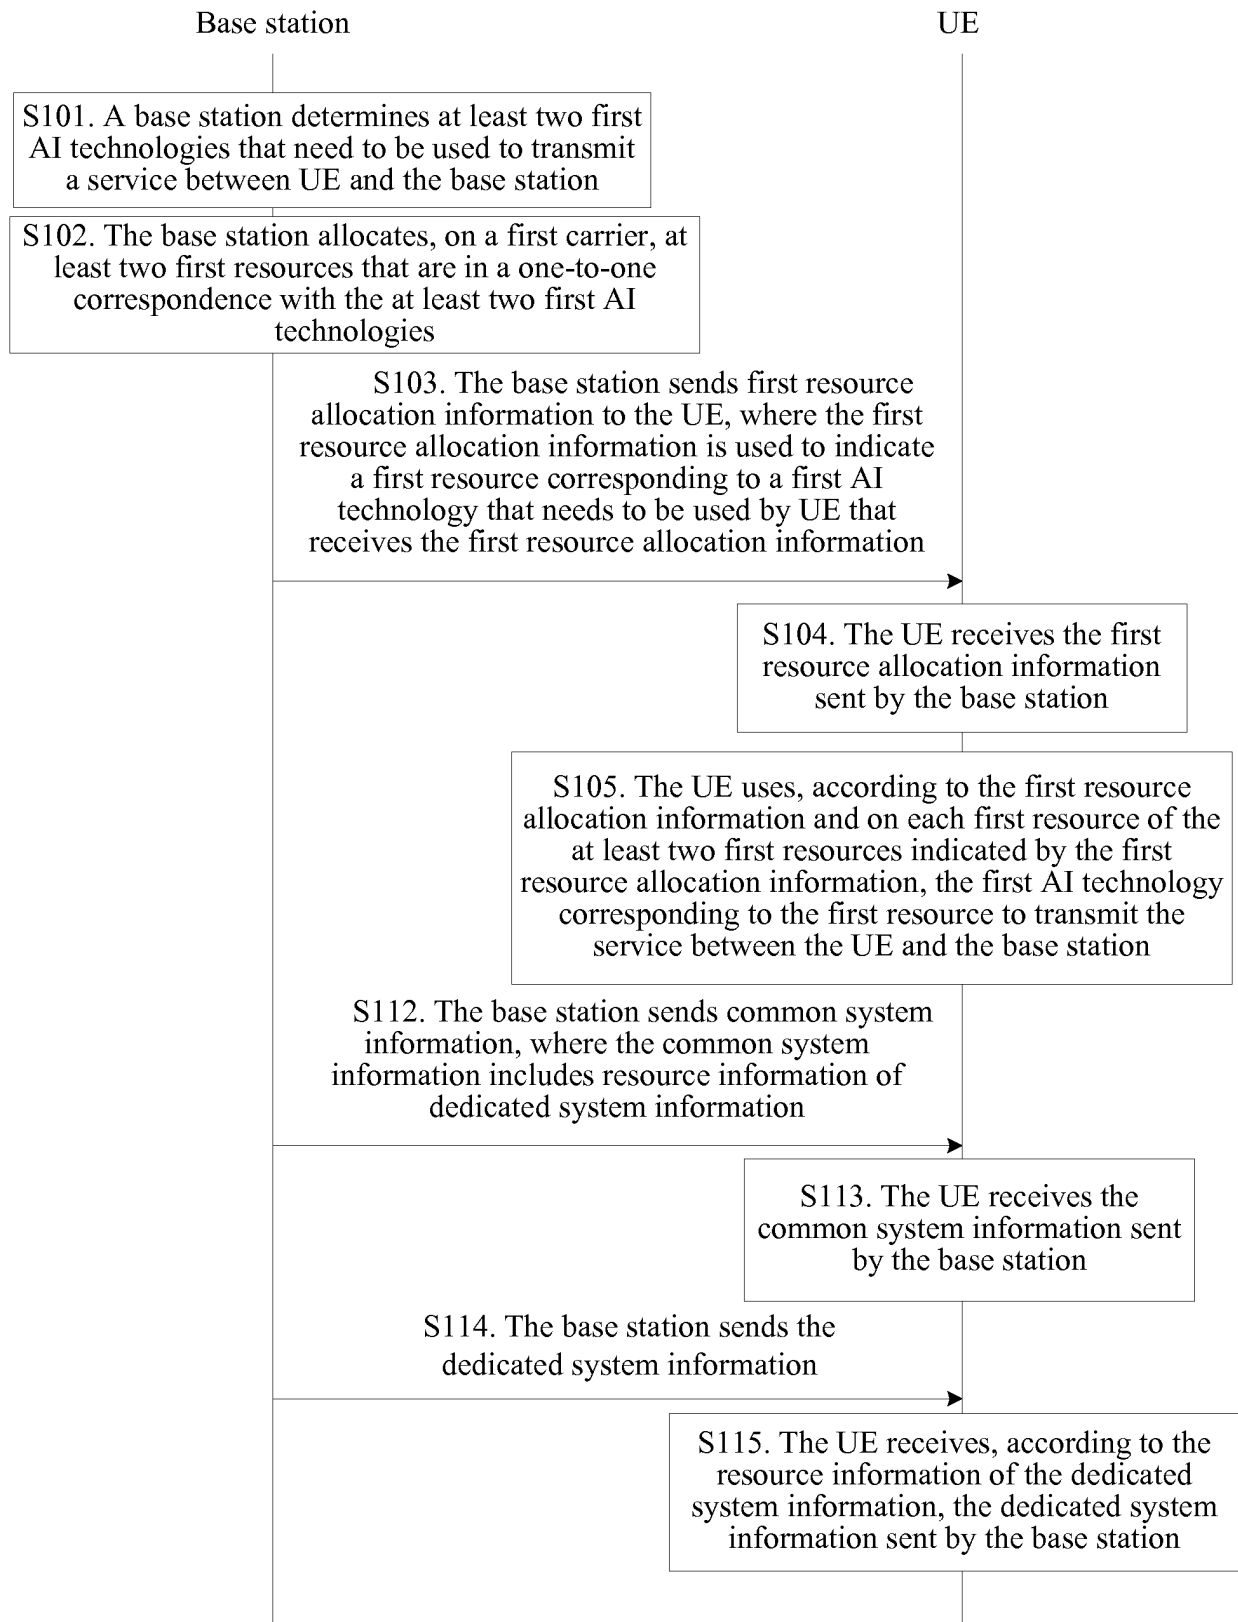 Base station
UE
S101. A base station determines at least two first
AI technologies that need to be used to transmit
a service between UE and the base station
S102. The base station allocates, on a first carrier, at
least two first resources that are in a one-to-one
correspondence with the at least two first AI
technologies
S103. The base station sends first resource
allocation information to the UE, where the first
resource allocation information is used to indicate
a first resource corresponding to a first AI
technology that needs to be used by UE that
receives the first resource allocation information
S104. The UE receives the first
resource allocation information
sent by the base station
S105. The UE uses, according to the first resource
allocation information and on each first resource of the
at least two first resources indicated by the first
resource allocation information, the first AI technology
corresponding to the first resource to transmit the
service between the UE and the base station
S112. The base station sends common system
information, where the common system
information includes resource information of
dedicated system information
S113. The UE receives the
common system information sent
by the base station
S114. The base station sends the
dedicated system information
S115. The UE receives, according to the
resource information of the dedicated
system information, the dedicated system
information sent by the base station